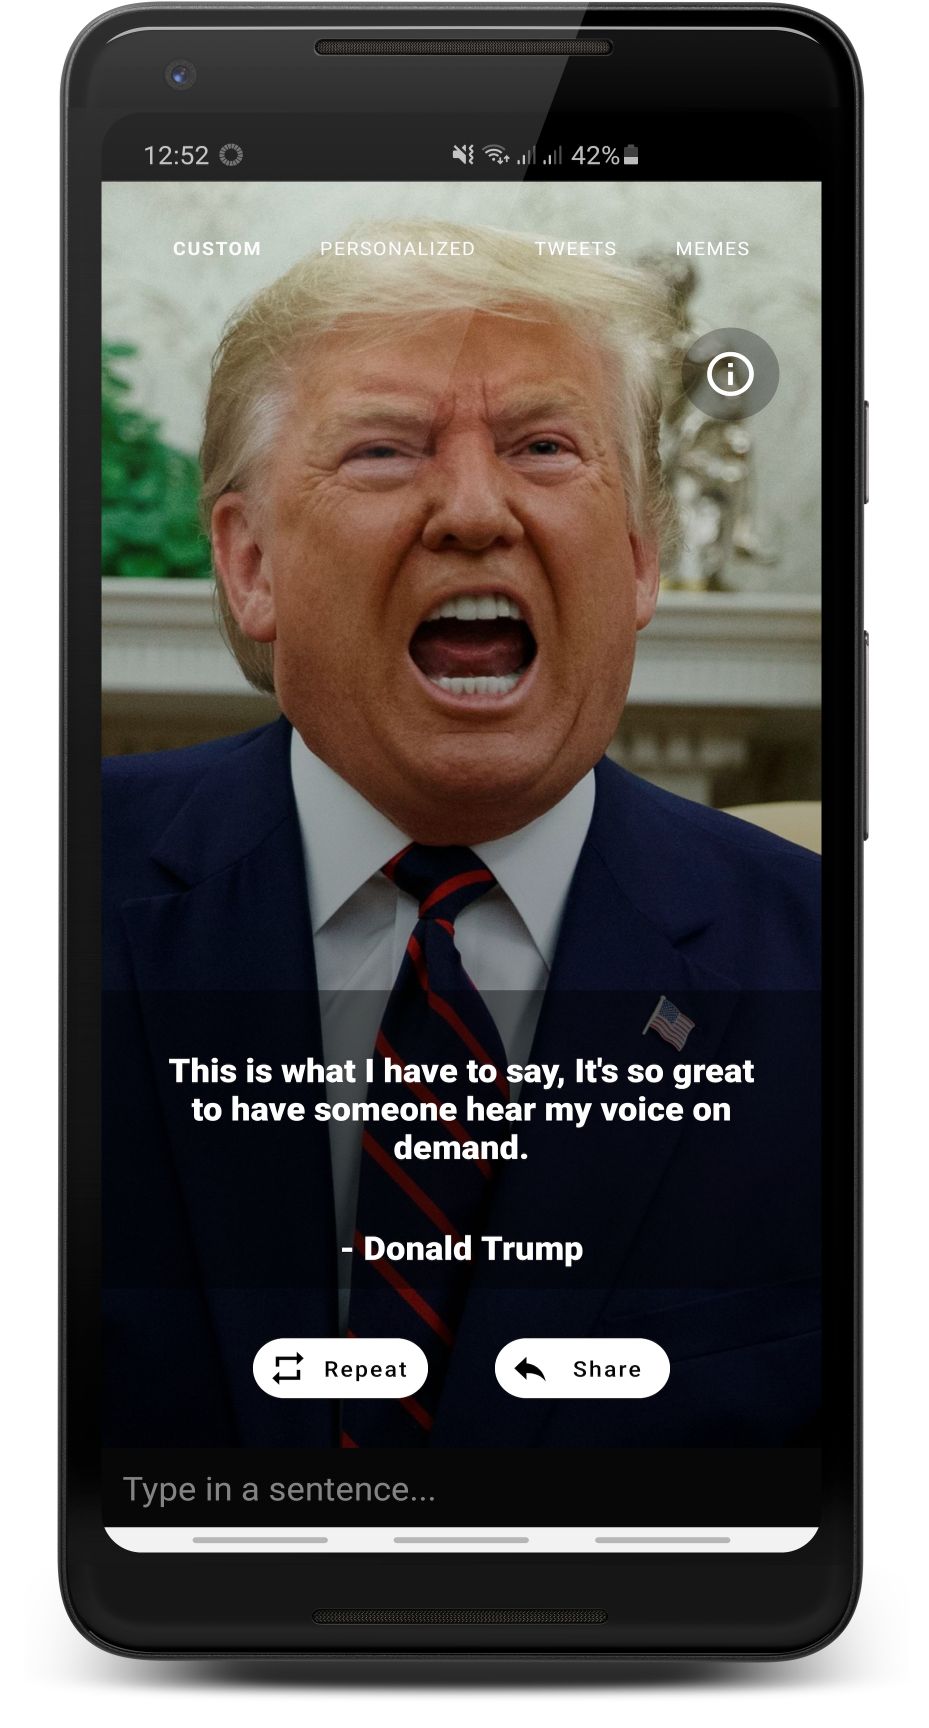 12:52 42%
CUSTOM PERSONALIZED TWEETS MEMES
This is what I have to say, It's so great
to have someone hear my voice on
demand.
- Donald Trump
Repeat Share
Type in a sentence...